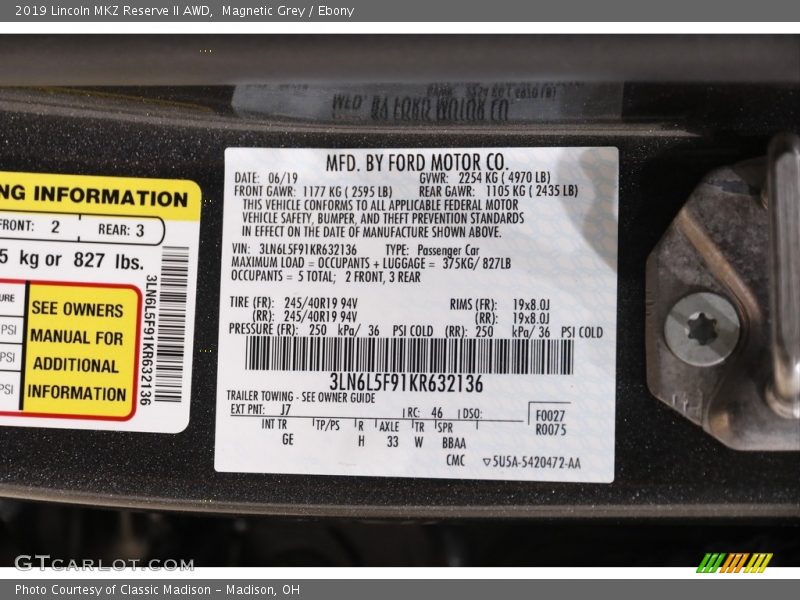 2019 Lincoln MKZ Reserve II AWD,  Magnetic Grey / Ebony
MFD. BY FORD MOTOR CO.
DATE: 06/19 GVWR: 2254 KG ( 4970 LB)
FRONT GAWR: 1177 KG ( 2595 LB) REAR GAWR: 1105 KG ( 2435 LB)
THIS VEHICLE CONFORMS TO ALL APPLICABLE FEDERAL MOTOR
VEHICLE SAFETY, BUMPER, AND THEFT PREVENTION STANDARDS
IN EFFECT ON THE DATE OF MANUFACTURE SHOWN ABOVE.
VIN: 3LN6L5F91KR632136 TYPE: Passenger Car
MAXIMUM LOAD = OCCUPANTS + LUGGAGE = 375KG/ 827LB
OCCUPANTS = 5 TOTAL; 2 FRONT, 3 REAR
TIRE (FR): 245/40R19 94V RIMS (FR): 19x8.0J
(RR): 245/40R19 94V (RR): 19x8.0J
PRESSURE (FR): 250 kPa/ 36 PSI COLD (RR): 250 kPa/ 36 PSI COLD
3LN6L5F91KR632136
TRAILER TOWING - SEE OWNER GUIDE
EXT PNT: J7 RC: 46 DSO: F0027
R0075
INT TR TP/PS R AXLE TR SPR
GE H 33 W BBAA
CMC 5U5A-5420472-AA
NG INFORMATION
FRONT: 2 REAR: 3
5 kg or 827 lbs.
URE
PSI
PSI
PSI
SEE OWNERS
MANUAL FOR
ADDITIONAL
INFORMATION
3LN6L5F91KR632136
GTCarLot.com
Photo Courtesy of Classic Madison – Madison, OH